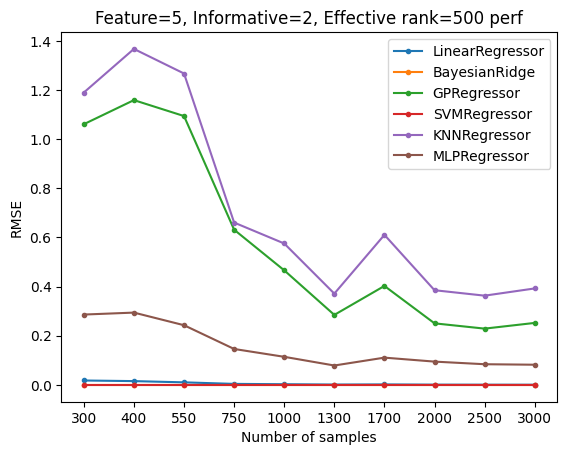 Feature=5, Informative=2, Effective rank=500 perf
LinearRegressor
BayesianRidge
GPRegressor
SVMRegressor
KNNRegressor
MLPRegressor
RMSE
1.4
1.2
1.0
0.8
0.6
0.4
0.2
0.0
300 400 550 750 1000 1300 1700 2000 2500 3000
Number of samples